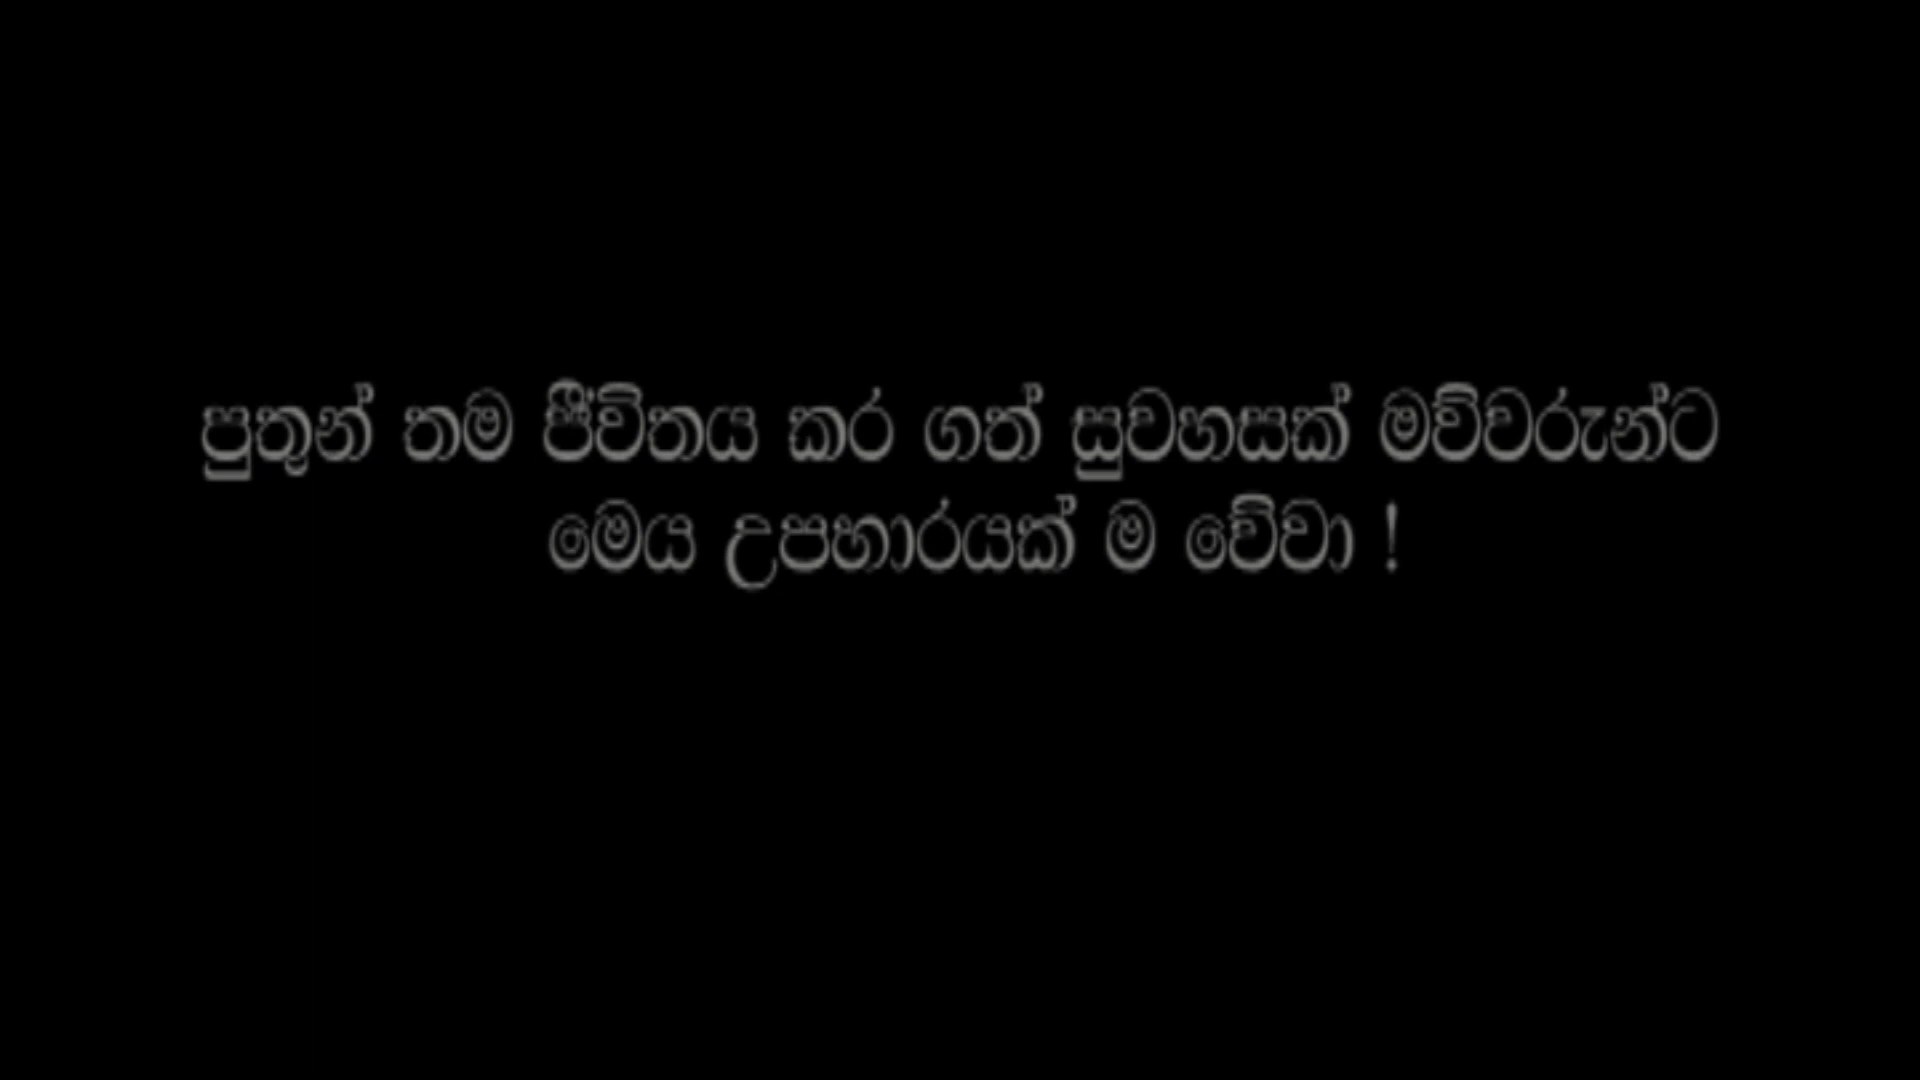 පුතුන් තම ජීවිතය කර ගත් සුවහසක් මව්වරුන්ට
මෙය උපහාරයක් ම වේවා !